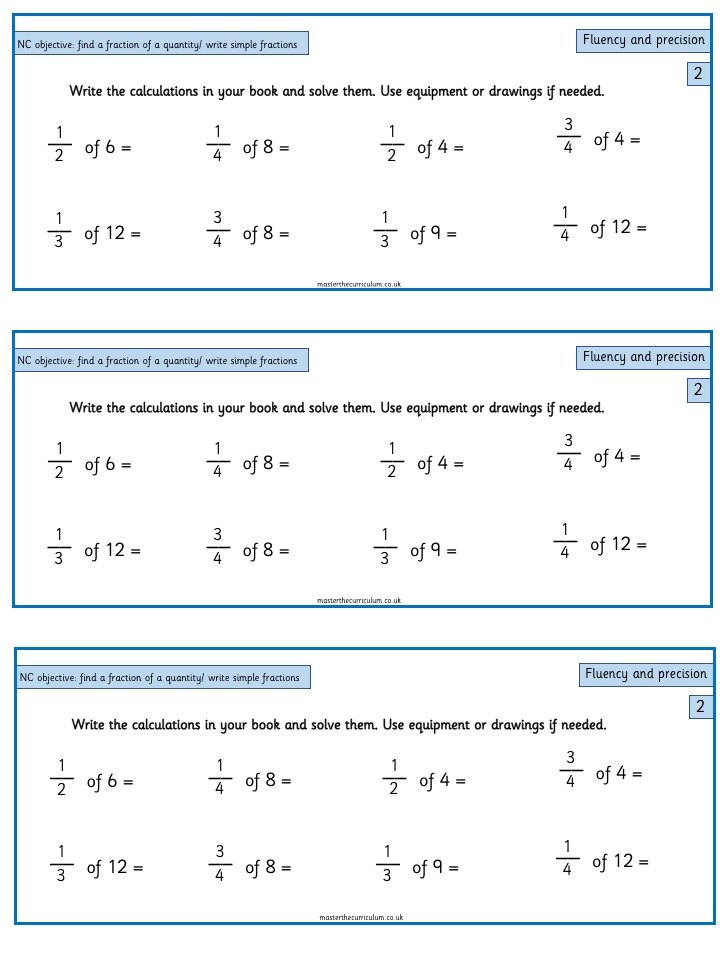 NC objective: find a fraction of a quantity/ write simple fractions
Fluency and precision
2
Write the calculations in your book and solve them. Use equipment or drawings if needed.
1/2 of 6 = 1/4 of 8 = 1/2 of 4 = 3/4 of 4 =
1/3 of 12 = 3/4 of 8 = 1/3 of 9 = 1/4 of 12 =
masterthecurriculum.co.uk
NC objective: find a fraction of a quantity/ write simple fractions
Fluency and precision
2
Write the calculations in your book and solve them. Use equipment or drawings if needed.
1/2 of 6 = 1/4 of 8 = 1/2 of 4 = 3/4 of 4 =
1/3 of 12 = 3/4 of 8 = 1/3 of 9 = 1/4 of 12 =
masterthecurriculum.co.uk
NC objective: find a fraction of a quantity/ write simple fractions
Fluency and precision
2
Write the calculations in your book and solve them. Use equipment or drawings if needed.
1/2 of 6 = 1/4 of 8 = 1/2 of 4 = 3/4 of 4 =
1/3 of 12 = 3/4 of 8 = 1/3 of 9 = 1/4 of 12 =
masterthecurriculum.co.uk